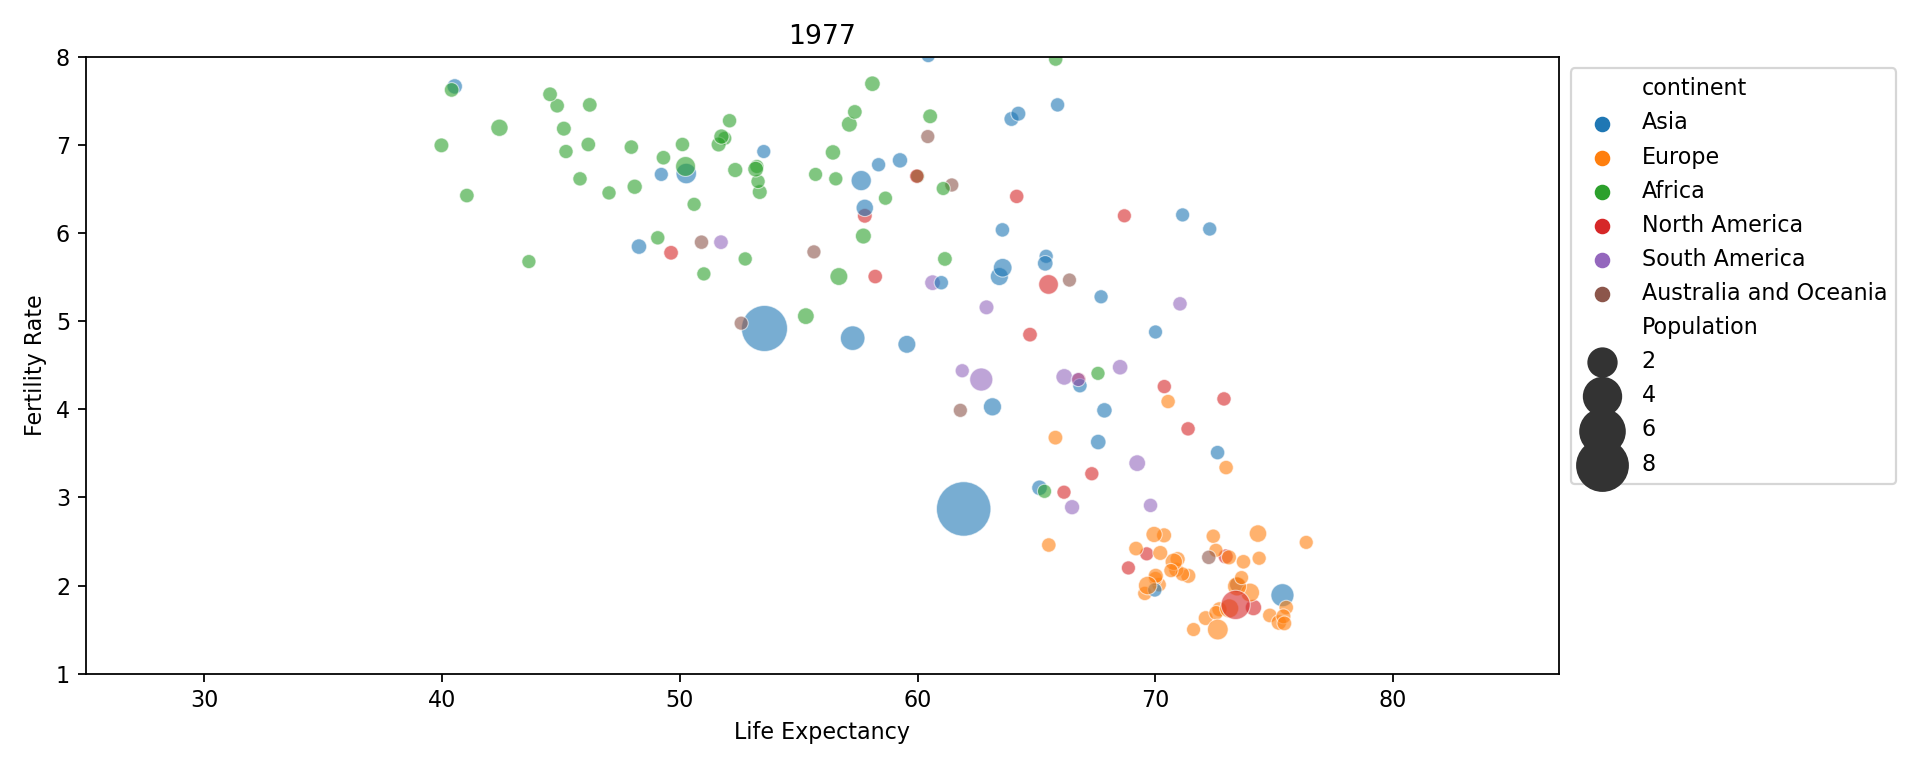 1977
8
7
6
5
4
3
2
1
Fertility Rate
30 40 50 60 70 80
Life Expectancy
continent
Asia
Europe
Africa
North America
South America
Australia and Oceania
Population
2
4
6
8